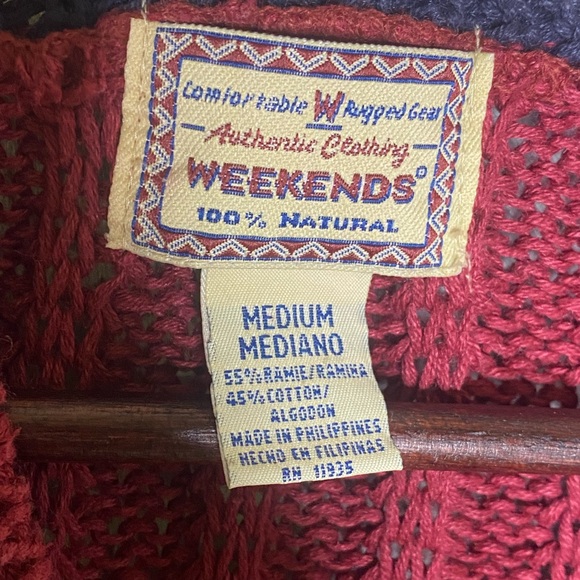 Comfortable W Rugged Gear
Authentic Clothing
WEEKENDS®
100% NATURAL
MEDIUM
MEDIANO
55% RAMIE/RAMINA
45% COTTON/
ALGODON
MADE IN PHILIPPINES
HECHO EN FILIPINAS
RN 11935